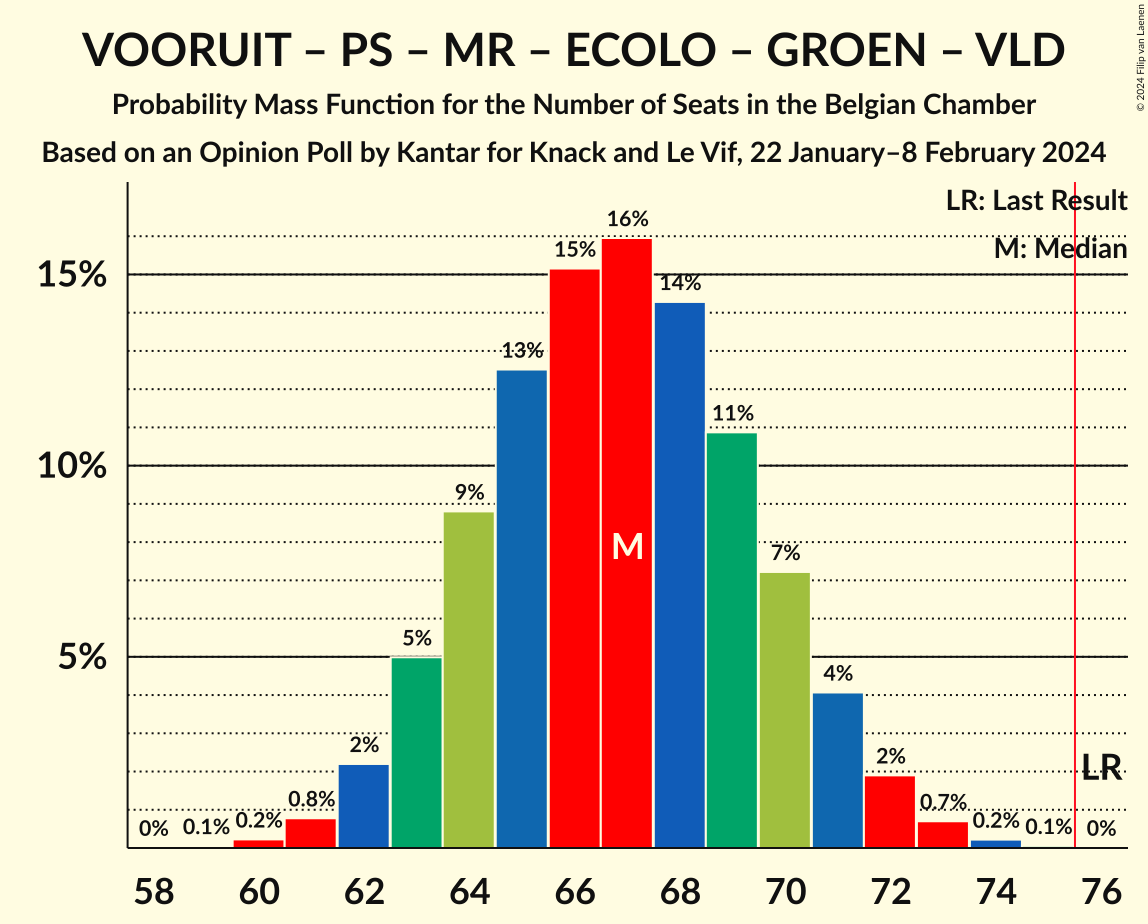 VOORUIT – PS – MR – ECOLO – GROEN – VLD
Probability Mass Function for the Number of Seats in the Belgian Chamber
Based on an Opinion Poll by Kantar for Knack and Le Vif, 22 January–8 February 2024
© 2024 Filip van Laenen
LR: Last Result
M: Median
15%
10%
5%
0%
0.1%
0.2%
0.8%
2%
5%
9%
13%
15%
16%
14%
11%
7%
4%
2%
0.7%
0.2%
0.1%
0%
M
LR
58 60 62 64 66 68 70 72 74 76